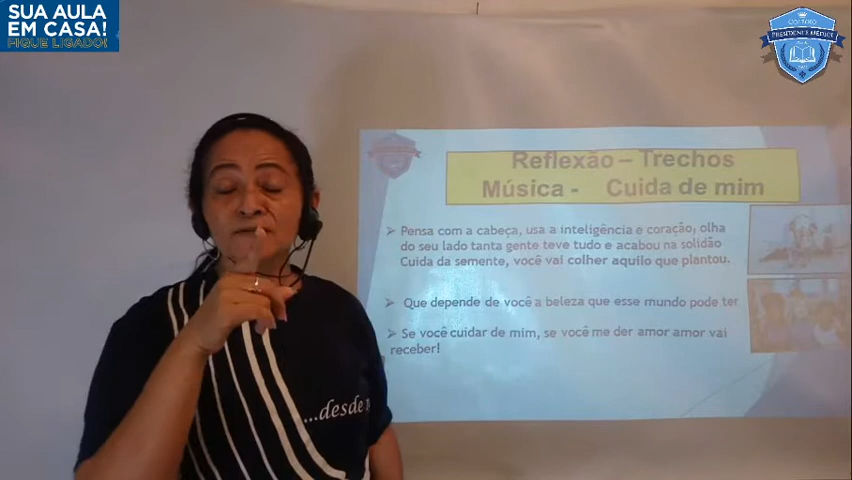 SUA AULA
EM CASA!
FIQUE LIGADO!
COLÉGIO
PRESIDENTE MÉDICI
Reflexão – Trechos
Música - Cuida de mim
Pensa com a cabeça, usa a inteligência e coração, olha
do seu lado tanta gente teve tudo e acabou na solidão
Cuida da semente, você vai colher aquilo que plantou.
Que depende de você a beleza que esse mundo pode ter
Se você cuidar de mim, se você me der amor amor vai
receber!
...desde